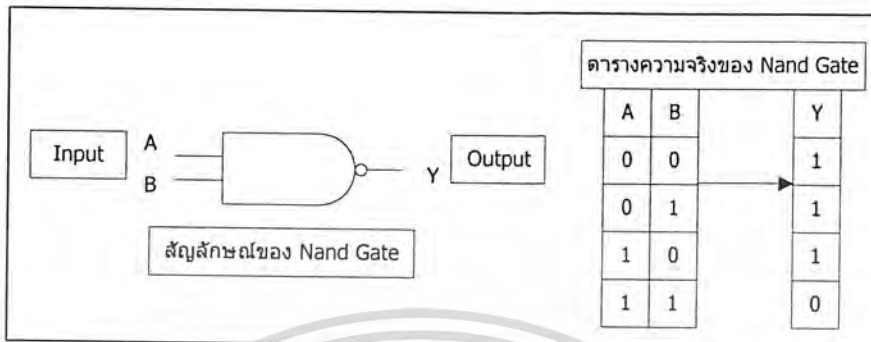 Input
A
B
Y
Output
สัญลักษณ์ของ Nand Gate
ตารางความจริงของ Nand Gate
A B Y
0 0 1
0 1 1
1 0 1
1 1 0